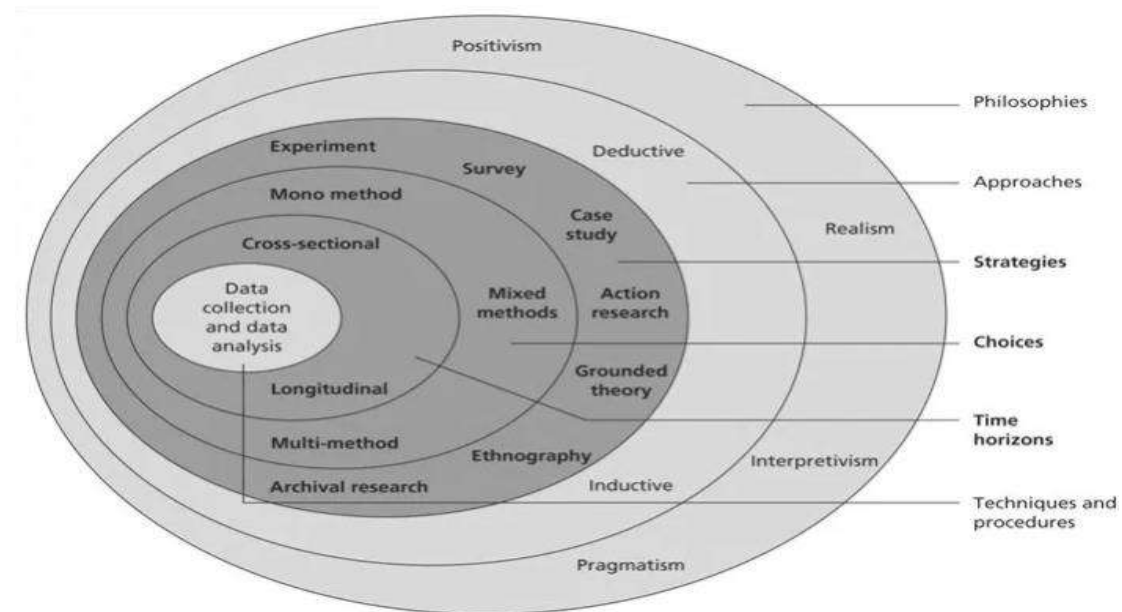 Positivism
Philosophies
Deductive
Approaches
Realism
Experiment
Survey
Mono method
Case
study
Strategies
Cross-sectional
Data
collection
and data
analysis
Mixed
methods
Action
research
Choices
Grounded
theory
Longitudinal
Time
horizons
Multi-method
Ethnography
Interpretivism
Archival research
Inductive
Techniques and
procedures
Pragmatism